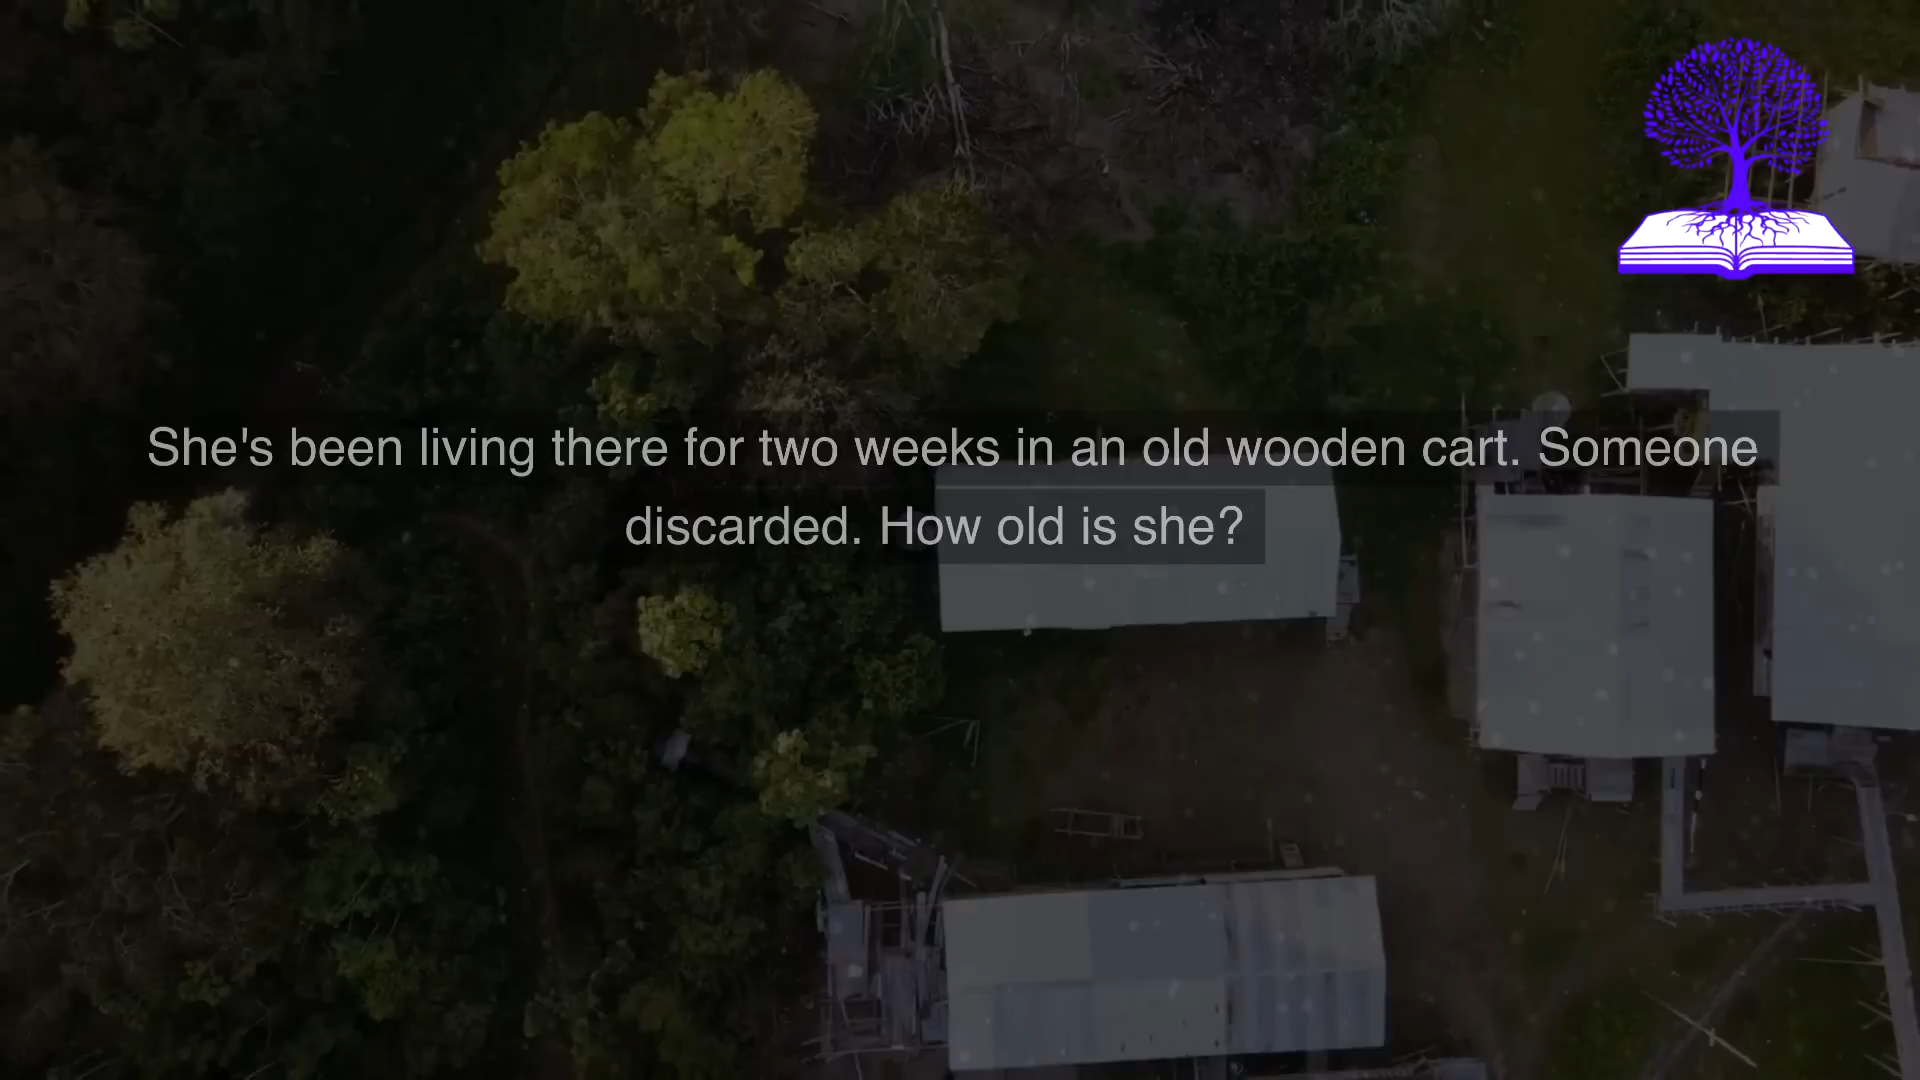 She's been living there for two weeks in an old wooden cart. Someone
discarded. How old is she?